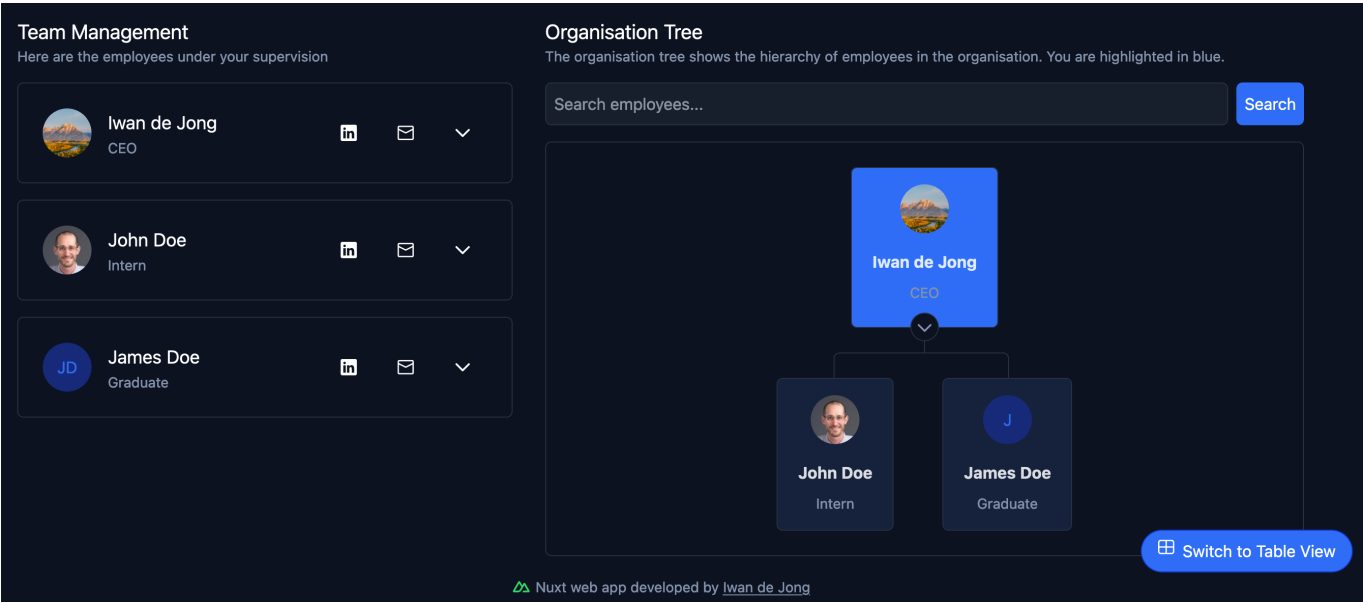 Team Management
Here are the employees under your supervision
Iwan de Jong
CEO
in
John Doe
Intern
in
JD
James Doe
Graduate
in
Organisation Tree
The organisation tree shows the hierarchy of employees in the organisation. You are highlighted in blue.
Search employees...
Search
Iwan de Jong
CEO
John Doe
Intern
J
James Doe
Graduate
Switch to Table View
Nuxt web app developed by Iwan de Jong